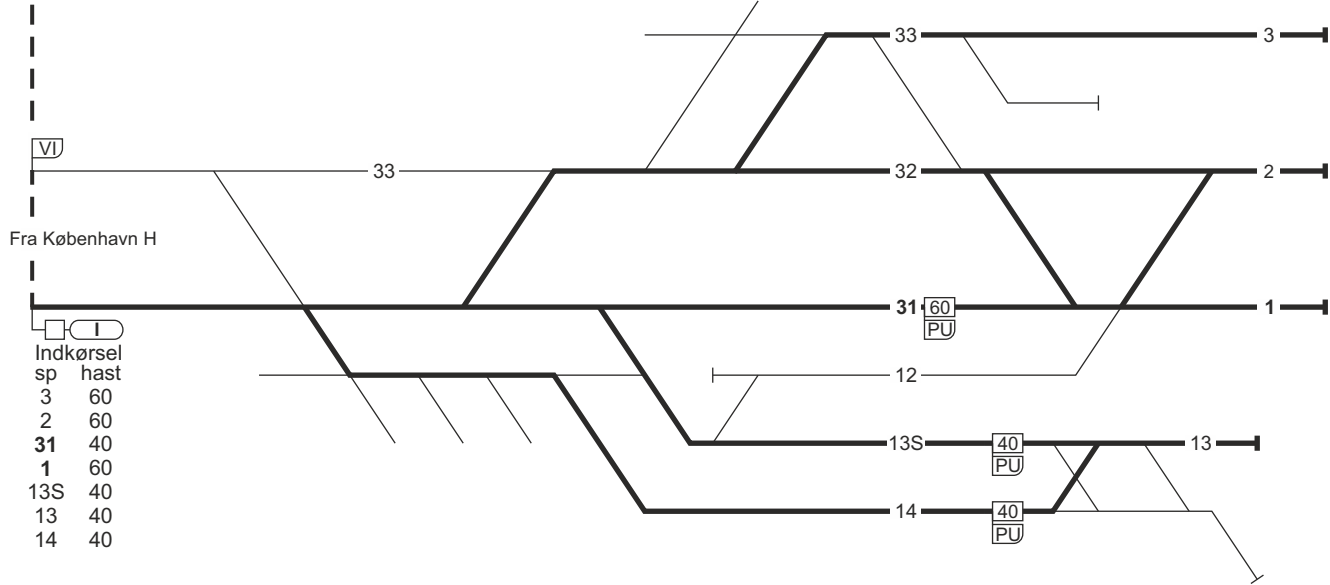 33 3
VI
33 32 2
Fra København H
31 60 1
PU
I
Indkørsel
sp hast
3 60
12
2 60
31 40
13S 40 13
PU
1 60
13S 40
14 40
PU
13 40
14 40